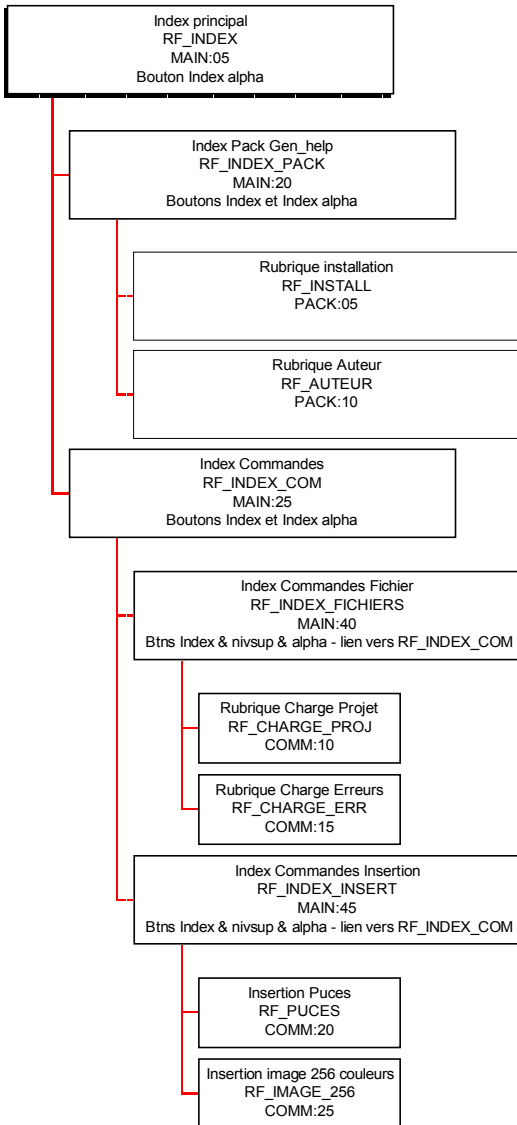 Index principal
RF_INDEX
MAIN:05
Bouton Index alpha
Index Pack Gen_help
RF_INDEX_PACK
MAIN:20
Boutons Index et Index alpha
Rubrique installation
RF_INSTALL
PACK:05
Rubrique Auteur
RF_AUTEUR
PACK:10
Index Commandes
RF_INDEX_COM
MAIN:25
Boutons Index et Index alpha
Index Commandes Fichier
RF_INDEX_FICHIERS
MAIN:40
Btns Index & nivsup & alpha - lien vers RF_INDEX_COM
Rubrique Charge Projet
RF_CHARGE_PROJ
COMM:10
Rubrique Charge Erreurs
RF_CHARGE_ERR
COMM:15
Index Commandes Insertion
RF_INDEX_INSERT
MAIN:45
Btns Index & nivsup & alpha - lien vers RF_INDEX_COM
Insertion Puces
RF_PUCES
COMM:20
Insertion image 256 couleurs
RF_IMAGE_256
COMM:25